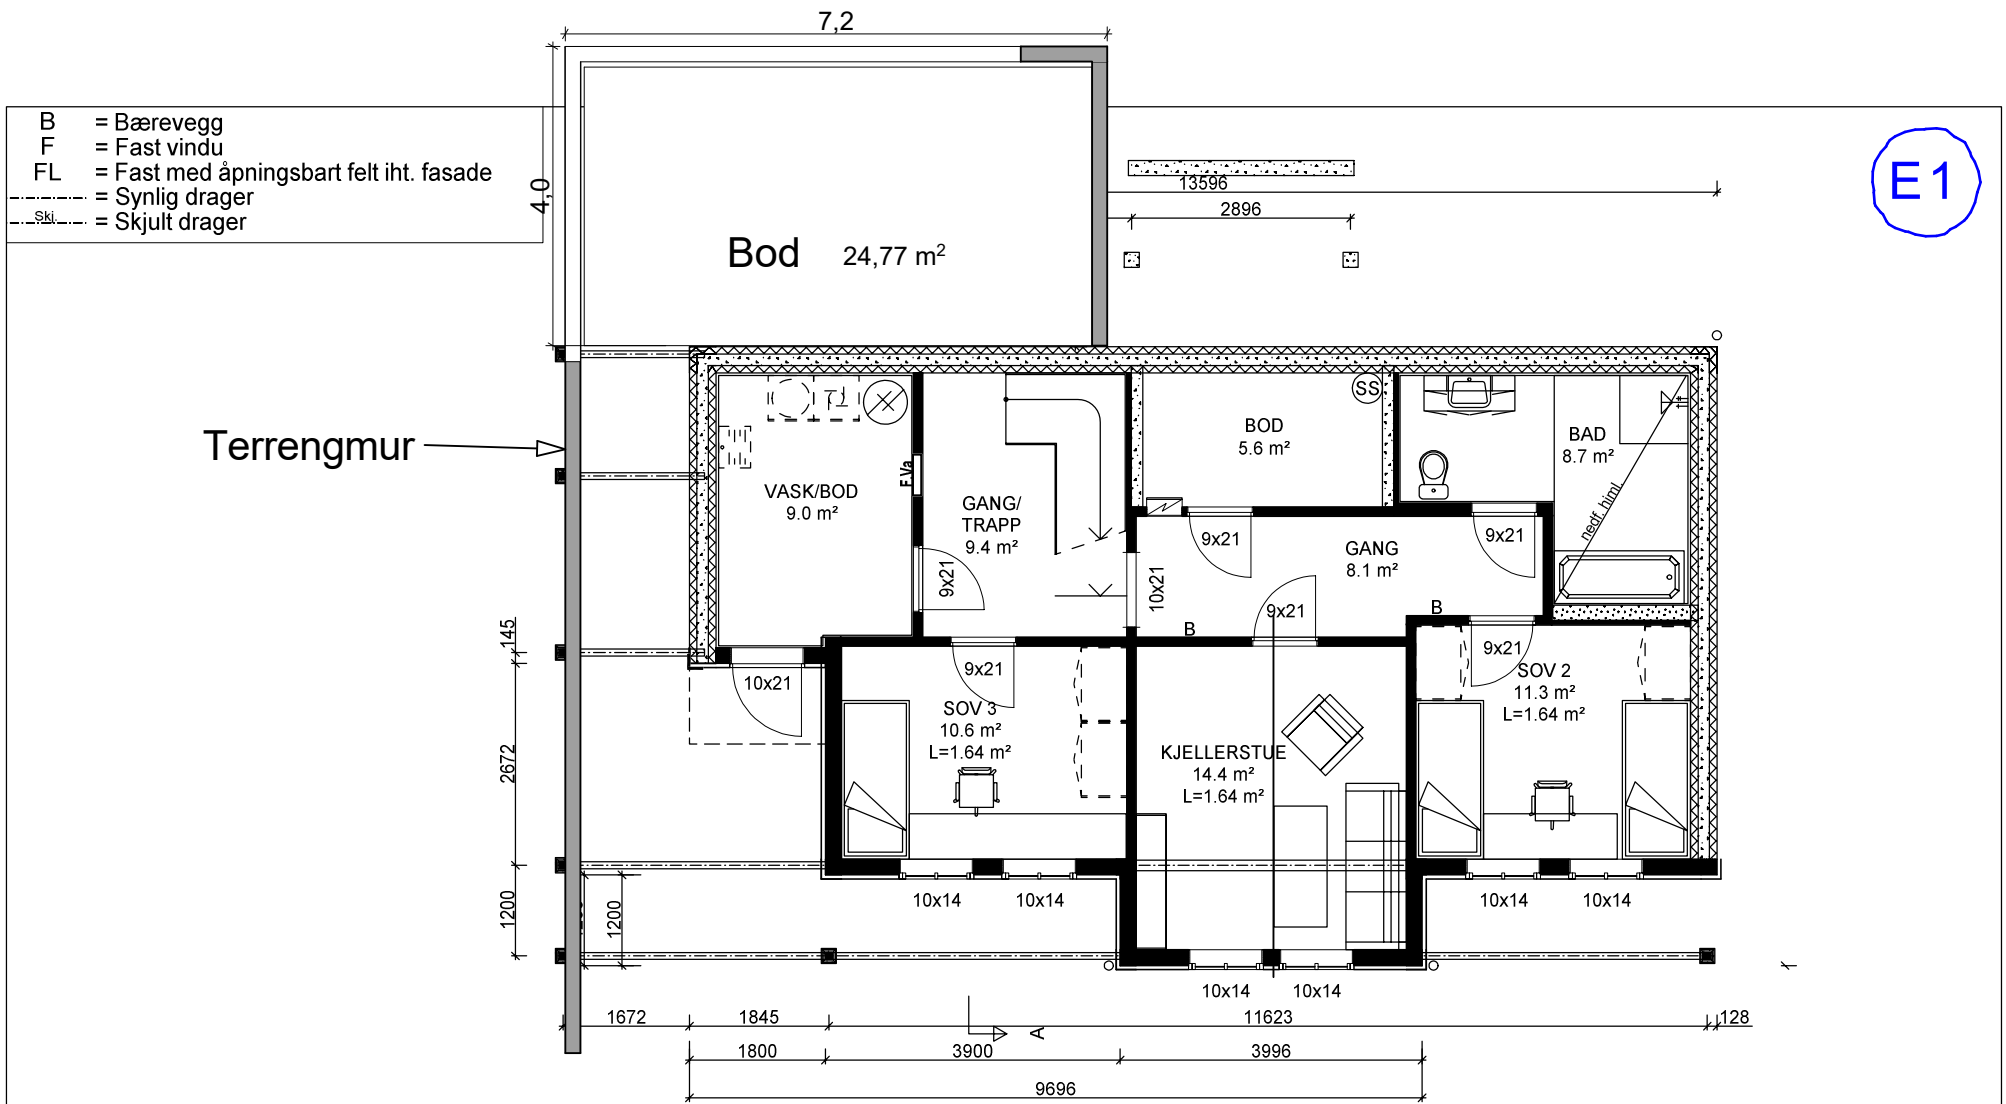 7,2
B = Bærevegg
F = Fast vindu
FL = Fast med åpningsbart felt iht. fasade
= Synlig drager
Skj. = Skjult drager
4,0
Bod 24,77 m²
13596
2896
E1
Terrengmur
VASK/BOD
9.0 m²
F.Va
GANG/
TRAPP
9.4 m²
9x21
10x21
BOD
5.6 m²
SS
BAD
8.7 m²
nedf. himl.
9x21
GANG
8.1 m²
9x21
9x21
B
B
145
2672
1200
1200
10x21
9x21
SOV 3
10.6 m²
L=1.64 m²
KJELLERSTUE
14.4 m²
L=1.64 m²
9x21
SOV 2
11.3 m²
L=1.64 m²
10x14
10x14
10x14
10x14
10x14
10x14
1672
1845
A
11623
128
1800
3900
3996
9696